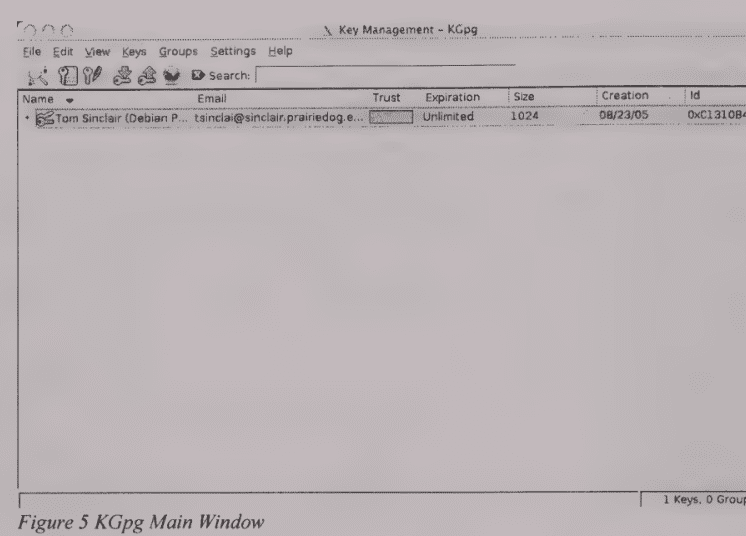 Key Management - KGpg
File Edit View Keys Groups Settings Help
Search:
Name Email Trust Expiration Size Creation Id
Tom Sinclair (Debian P... tsinclai@sinclair.prairiedog.e... Unlimited 1024 08/23/05 0xC1310B4
1 Keys, 0 Group
Figure 5 KGpg Main Window